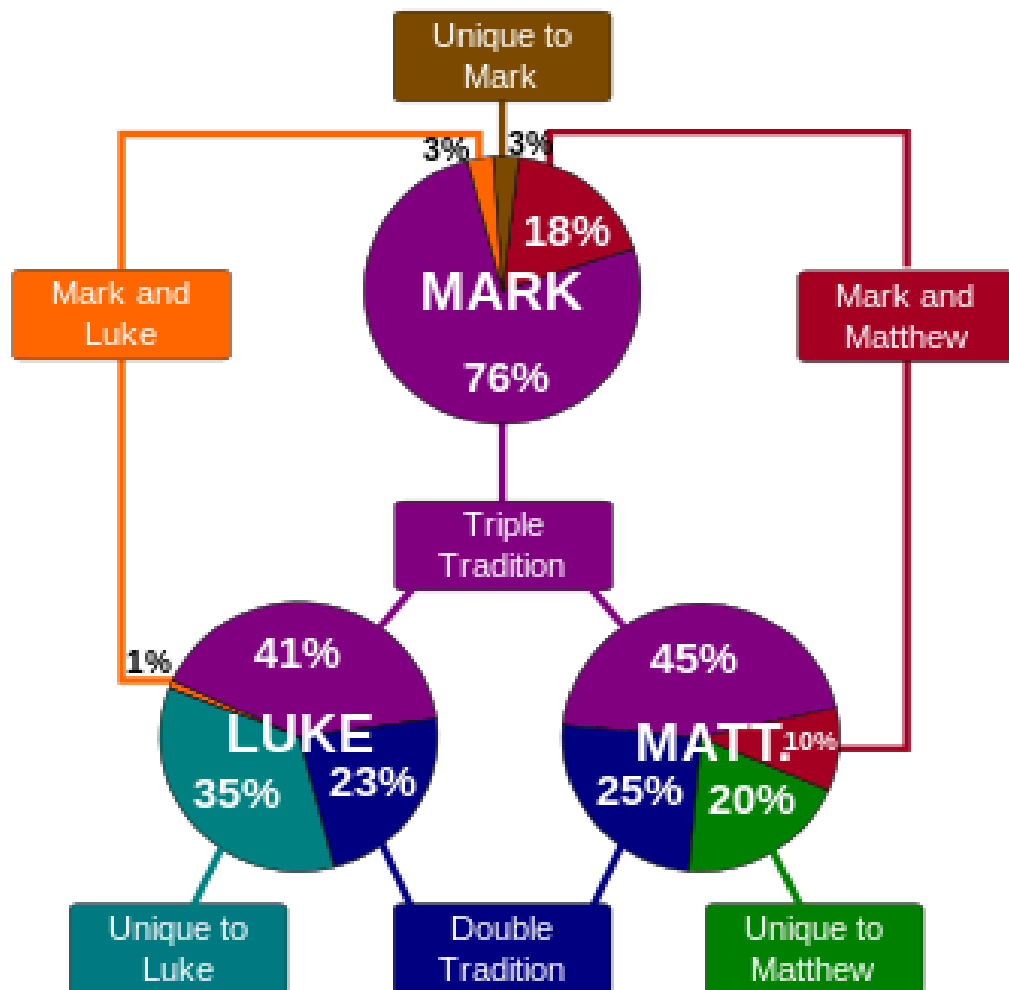 Unique to
Mark
3%
3%
18%
MARK
76%
Mark and
Luke
Mark and
Matthew
Triple
Tradition
41%
1%
LUKE
35%
23%
45%
MATT.
10%
25%
20%
Unique to
Luke
Double
Tradition
Unique to
Matthew